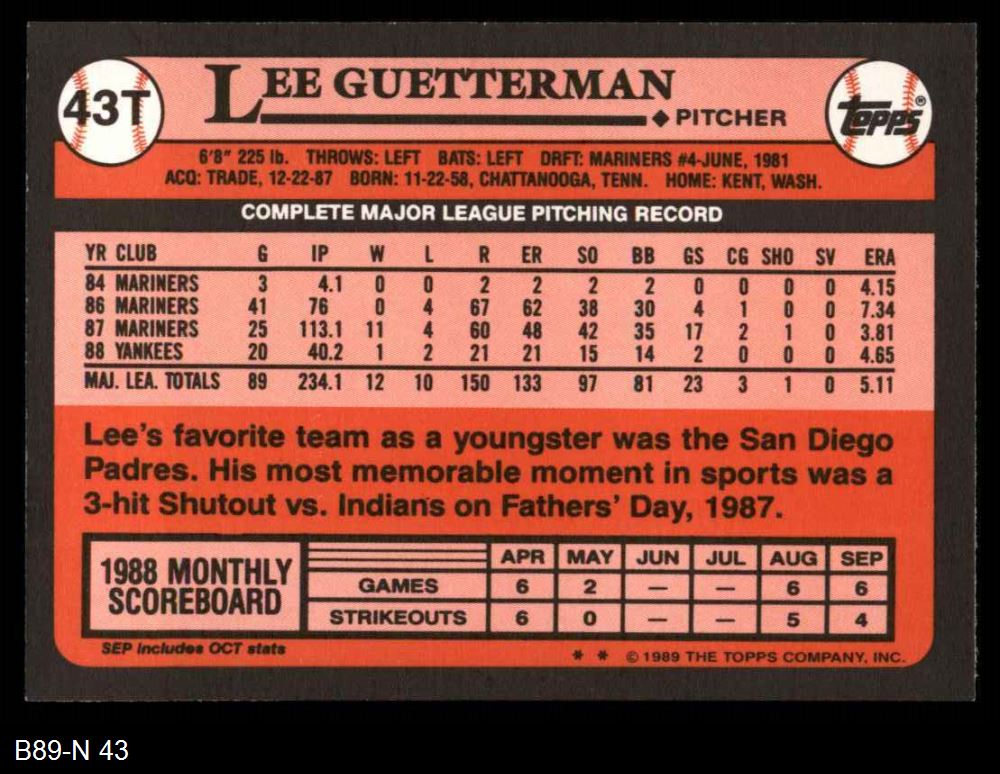 43T
LEE GUETTERMAN
◆ PITCHER
Topps®
6'8" 225 lb. THROWS: LEFT BATS: LEFT DRFT: MARINERS #4-JUNE, 1981
ACQ: TRADE, 12-22-87 BORN: 11-22-58, CHATTANOOGA, TENN. HOME: KENT, WASH.
COMPLETE MAJOR LEAGUE PITCHING RECORD
YR CLUB G IP W L R ER SO BB GS CG SHO SV ERA
84 MARINERS 3 4.1 0 0 2 2 2 2 0 0 0 0 4.15
86 MARINERS 41 76 0 4 67 62 38 30 4 1 0 0 7.34
87 MARINERS 25 113.1 11 4 60 48 42 35 17 2 1 0 3.81
88 YANKEES 20 40.2 1 2 21 21 15 14 2 0 0 0 4.65
MAJ. LEA. TOTALS 89 234.1 12 10 150 133 97 81 23 3 1 0 5.11
Lee's favorite team as a youngster was the San Diego
Padres. His most memorable moment in sports was a
3-hit Shutout vs. Indians on Fathers' Day, 1987.
1988 MONTHLY
SCOREBOARD
APR MAY JUN JUL AUG SEP
GAMES 6 2 — — 6 6
STRIKEOUTS 6 0 — — 5 4
SEP Includes OCT stats
* * © 1989 THE TOPPS COMPANY, INC.
B89-N 43